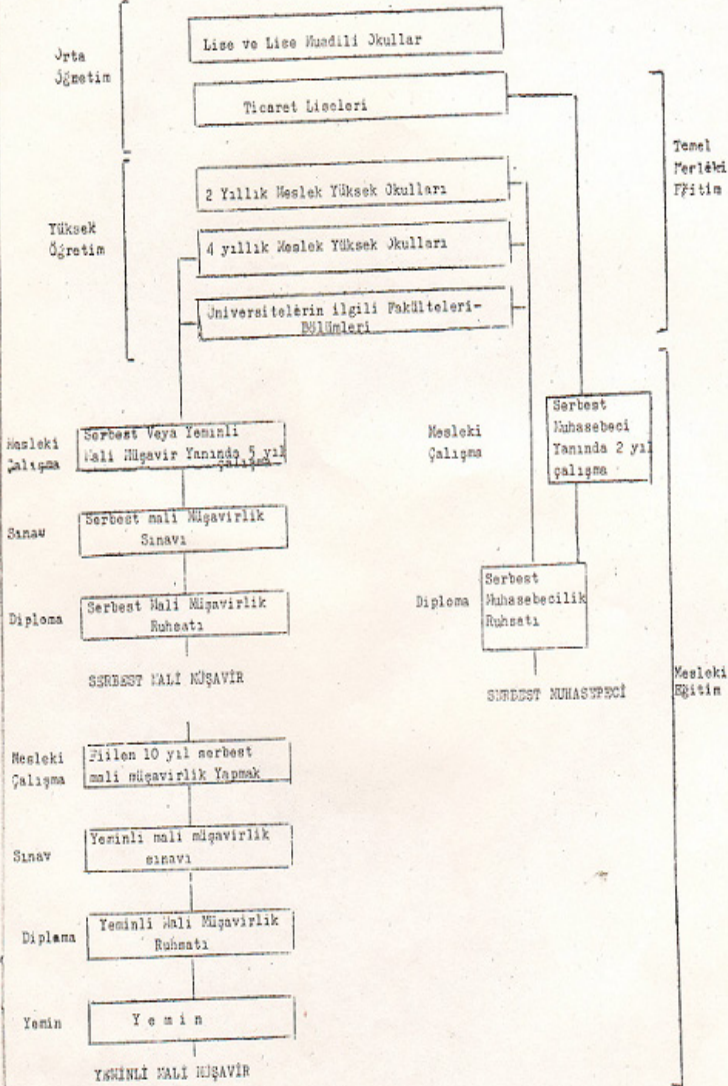 Orta
Öğretim
Lise ve Lise Muadili Okullar
Ticaret Liseleri
Temel
Merleki
Eğitim
Yüksek
Öğretim
2 Yıllık Meslek Yüksek Okulları
4 yıllık Meslek Yüksek Okulları
Üniversitelerin ilgili Fakülteleri-
Bölümleri
Mesleki
Çalışma
Serbest Veya Yeminli
Mali Müşavir Yanında 5 yıl
çalışma
Mesleki
Çalışma
Serbest
Muhasebeci
Yanında 2 yıl
çalışma
Sınav
Serbest mali Müşavirlik
Sınavı
Diploma
Serbest Mali Müşavirlik
Ruhsatı
Diploma
Serbest
Muhasebecilik
Ruhsatı
SERBEST MALİ MÜŞAVİR
SERBEST MUHASEPECİ
Mesleki
Eğitim
Mesleki
Çalışma
Fiilen 10 yıl serbest
mali müşavirlik Yapmak
Sınav
Yeminli mali müşavirlik
sınavı
Diplama
Yeminli Mali Müşavirlik
Ruhsatı
Yemin
Y e m i n
YEMİNLİ MALİ MÜŞAVİR